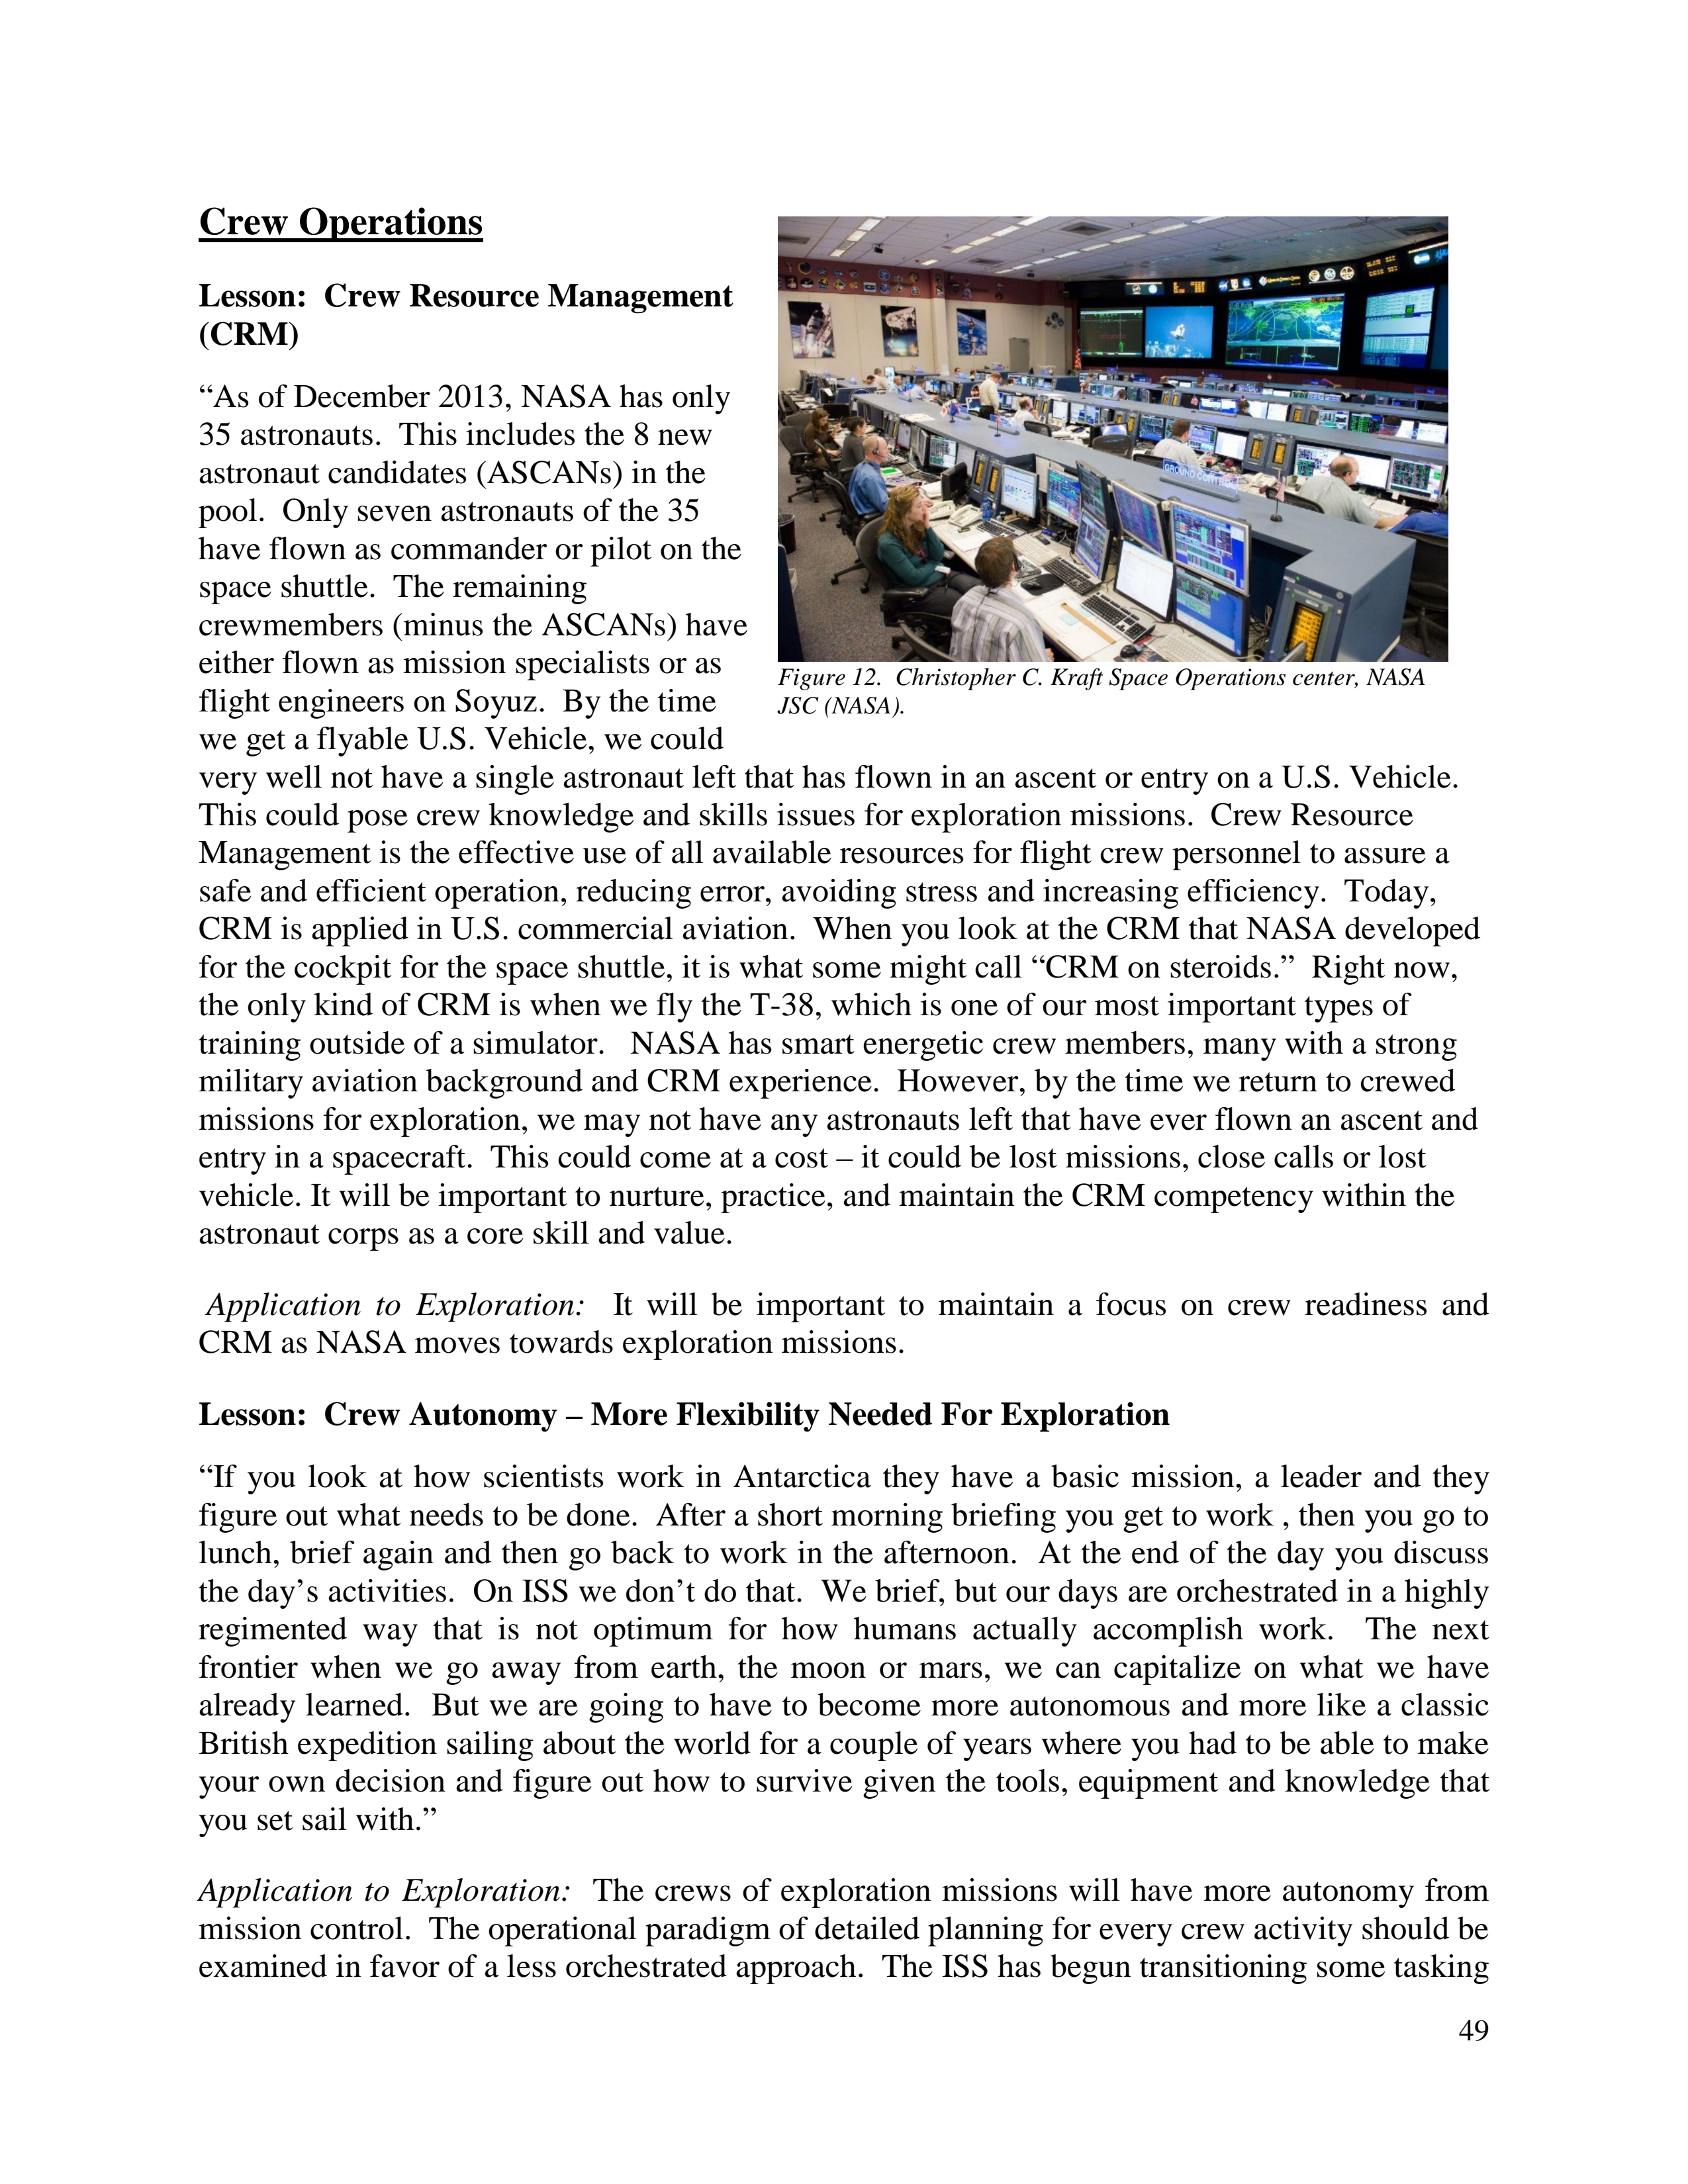 Crew Operations
Lesson:  Crew Resource Management
(CRM)
“As of December 2013, NASA has only
35 astronauts.  This includes the 8 new
astronaut candidates (ASCANs) in the
pool.  Only seven astronauts of the 35
have flown as commander or pilot on the
space shuttle.  The remaining
crewmembers (minus the ASCANs) have
either flown as mission specialists or as
flight engineers on Soyuz.  By the time
we get a flyable U.S. Vehicle, we could
GROUND CONTROL
Figure 12.  Christopher C. Kraft Space Operations center, NASA
JSC (NASA).
very well not have a single astronaut left that has flown in an ascent or entry on a U.S. Vehicle.
This could pose crew knowledge and skills issues for exploration missions.  Crew Resource
Management is the effective use of all available resources for flight crew personnel to assure a
safe and efficient operation, reducing error, avoiding stress and increasing efficiency.  Today,
CRM is applied in U.S. commercial aviation.  When you look at the CRM that NASA developed
for the cockpit for the space shuttle, it is what some might call “CRM on steroids.”  Right now,
the only kind of CRM is when we fly the T-38, which is one of our most important types of
training outside of a simulator.   NASA has smart energetic crew members, many with a strong
military aviation background and CRM experience.  However, by the time we return to crewed
missions for exploration, we may not have any astronauts left that have ever flown an ascent and
entry in a spacecraft.  This could come at a cost – it could be lost missions, close calls or lost
vehicle. It will be important to nurture, practice, and maintain the CRM competency within the
astronaut corps as a core skill and value.
Application to Exploration:  It will be important to maintain a focus on crew readiness and
CRM as NASA moves towards exploration missions.
Lesson:  Crew Autonomy – More Flexibility Needed For Exploration
“If you look at how scientists work in Antarctica they have a basic mission, a leader and they
figure out what needs to be done.  After a short morning briefing you get to work , then you go to
lunch, brief again and then go back to work in the afternoon.  At the end of the day you discuss
the day’s activities.  On ISS we don’t do that.  We brief, but our days are orchestrated in a highly
regimented way that is not optimum for how humans actually accomplish work.  The next
frontier when we go away from earth, the moon or mars, we can capitalize on what we have
already learned.  But we are going to have to become more autonomous and more like a classic
British expedition sailing about the world for a couple of years where you had to be able to make
your own decision and figure out how to survive given the tools, equipment and knowledge that
you set sail with.”
Application to Exploration:  The crews of exploration missions will have more autonomy from
mission control.  The operational paradigm of detailed planning for every crew activity should be
examined in favor of a less orchestrated approach.  The ISS has begun transitioning some tasking
49